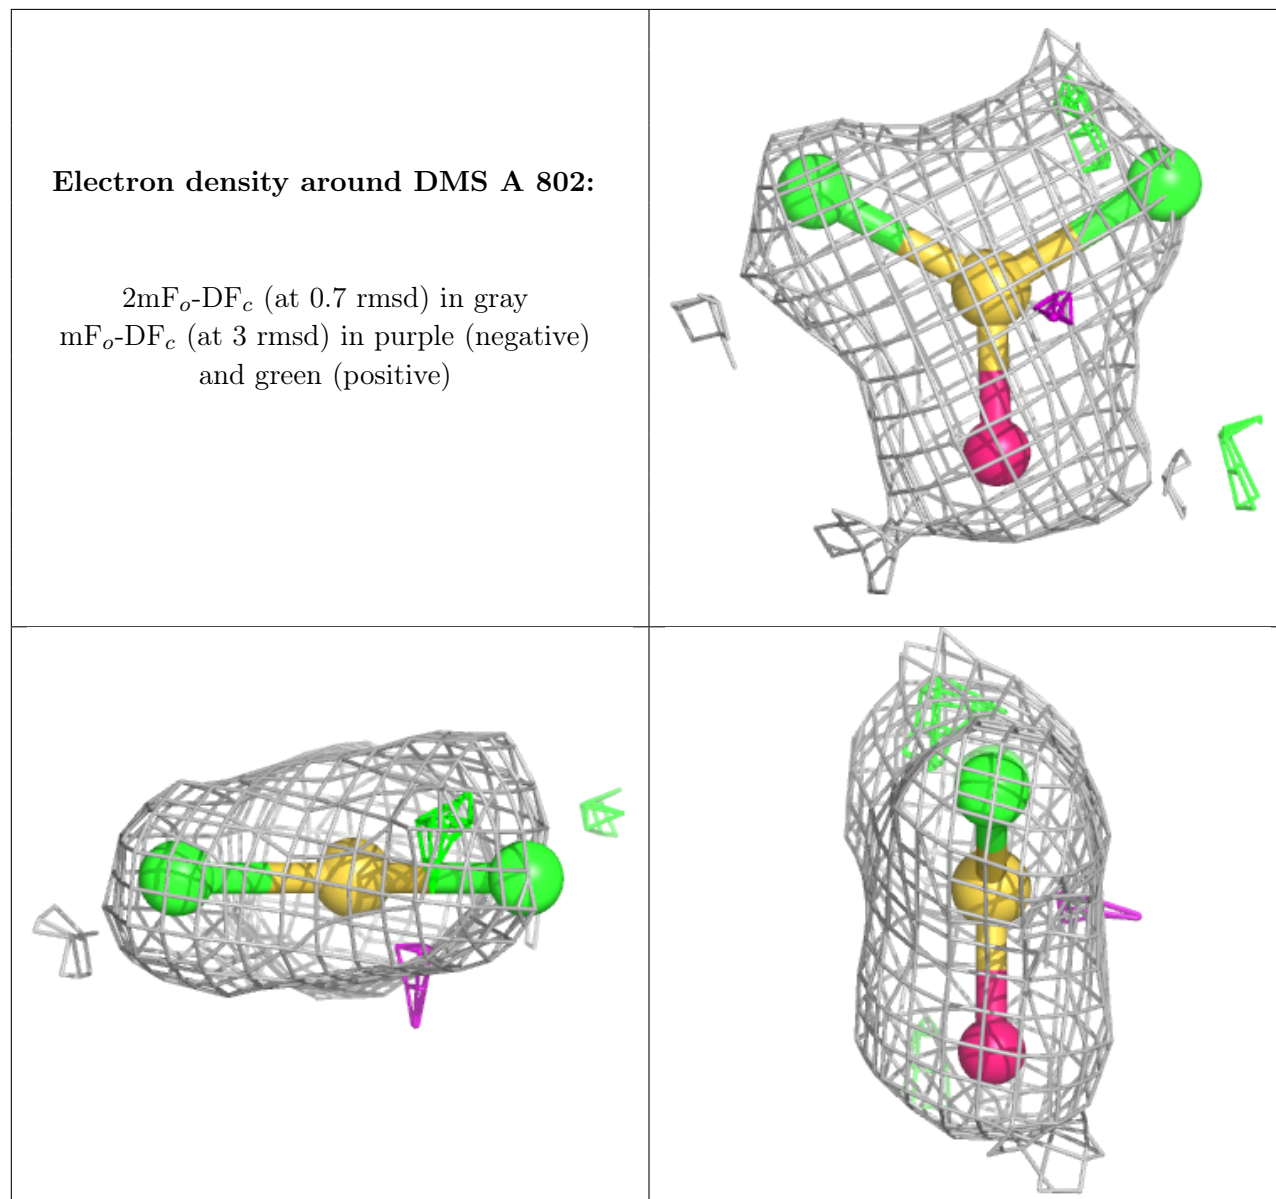 Electron density around DMS A 802:
2mFo-DFc (at 0.7 rmsd) in gray
mFo-DFc (at 3 rmsd) in purple (negative)
and green (positive)